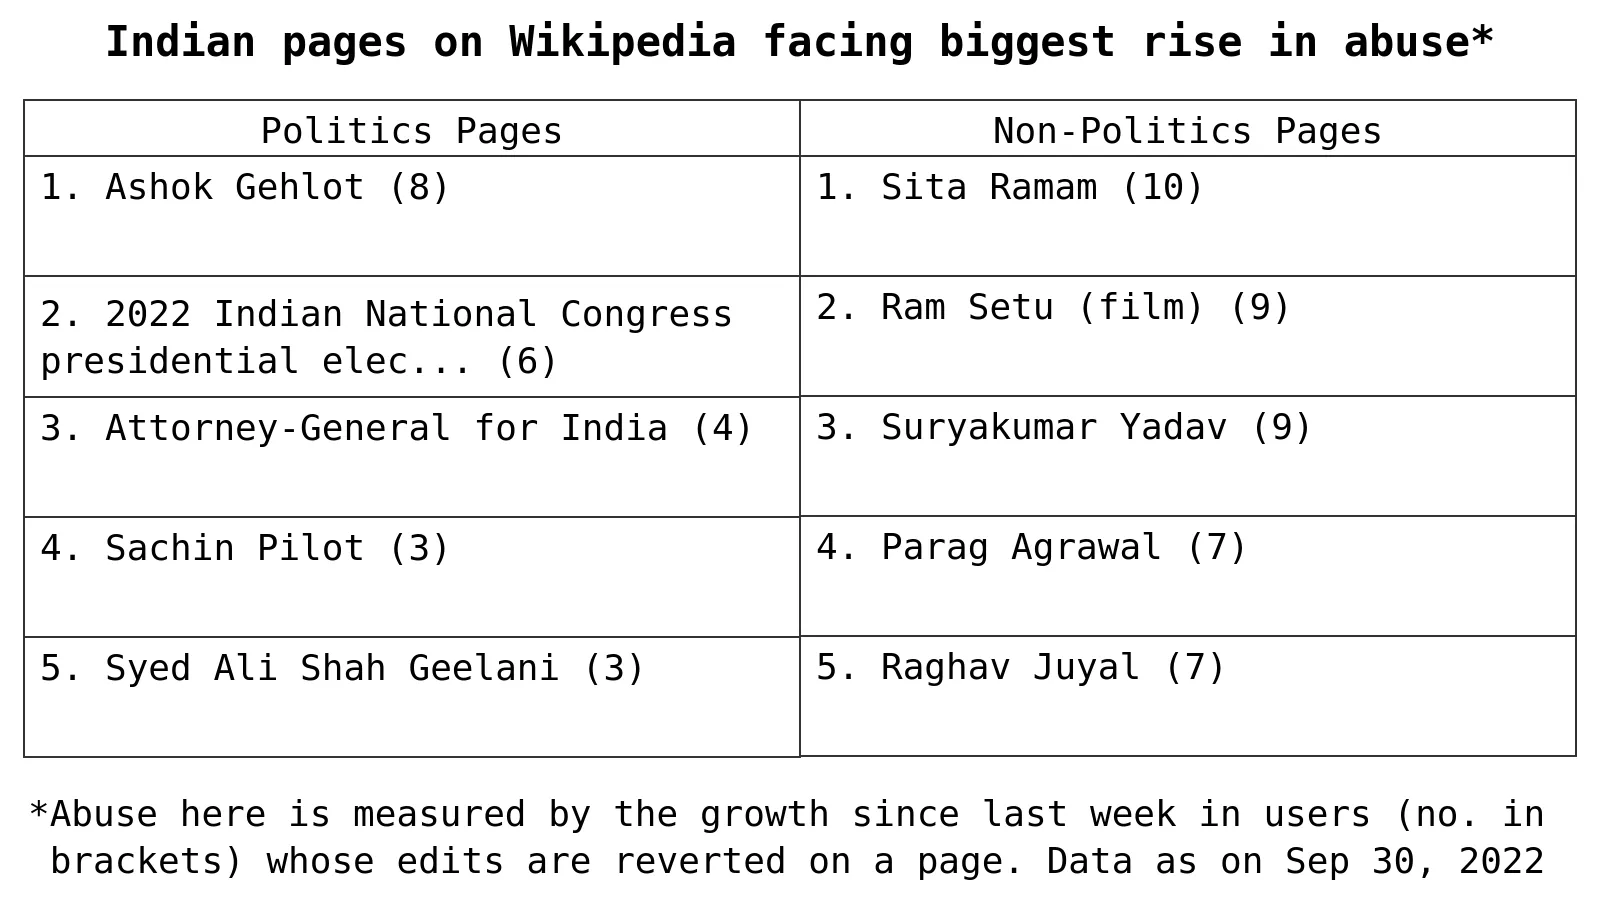 Indian pages on Wikipedia facing biggest rise in abuse*
Politics Pages
Non-Politics Pages
1. Ashok Gehlot (8)
1. Sita Ramam (10)
2. 2022 Indian National Congress
presidential elec... (6)
2. Ram Setu (film) (9)
3. Attorney-General for India (4)
3. Suryakumar Yadav (9)
4. Sachin Pilot (3)
4. Parag Agrawal (7)
5. Syed Ali Shah Geelani (3)
5. Raghav Juyal (7)
*Abuse here is measured by the growth since last week in users (no. in
brackets) whose edits are reverted on a page. Data as on Sep 30, 2022